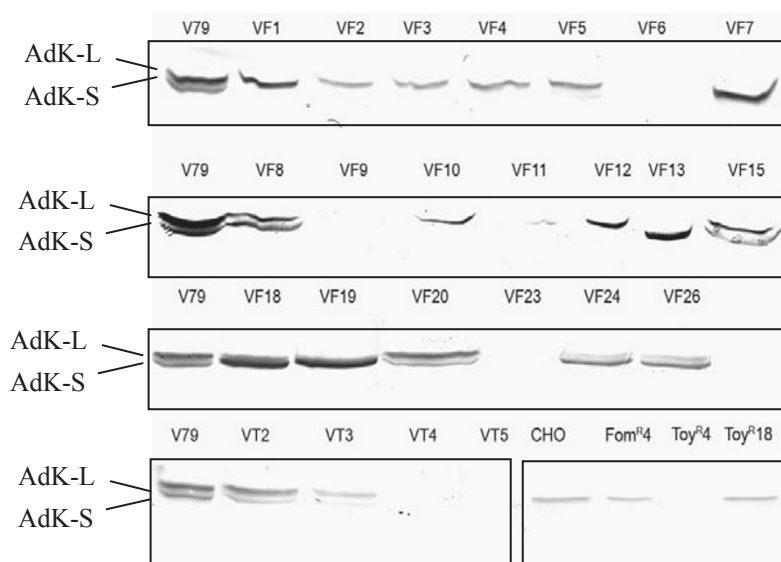 V79 VF1 VF2 VF3 VF4 VF5 VF6 VF7
AdK-L
AdK-S
V79 VF8 VF9 VF10 VF11 VF12 VF13 VF15
AdK-L
AdK-S
V79 VF18 VF19 VF20 VF23 VF24 VF26
AdK-L
AdK-S
V79 VT2 VT3 VT4 VT5 CHO Fomᴿ4 Toyᴿ4 Toyᴿ18
AdK-L
AdK-S